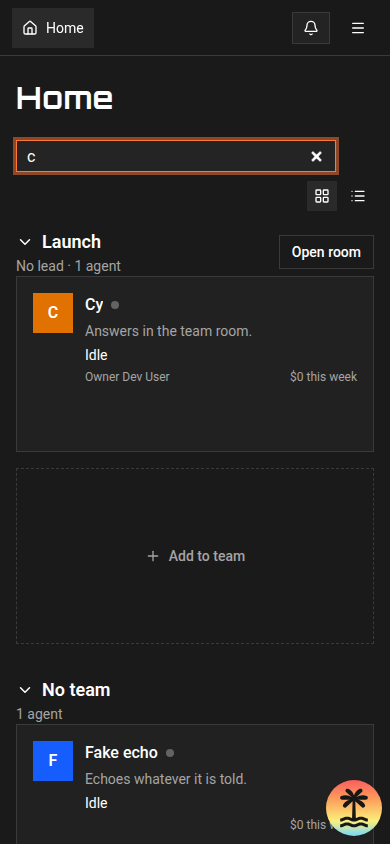 Home
Home
c
Launch
Open room
No lead · 1 agent
C
Cy
Answers in the team room.
Idle
Owner Dev User
$0 this week
Add to team
No team
1 agent
F
Fake echo
Echoes whatever it is told.
Idle
$0 this